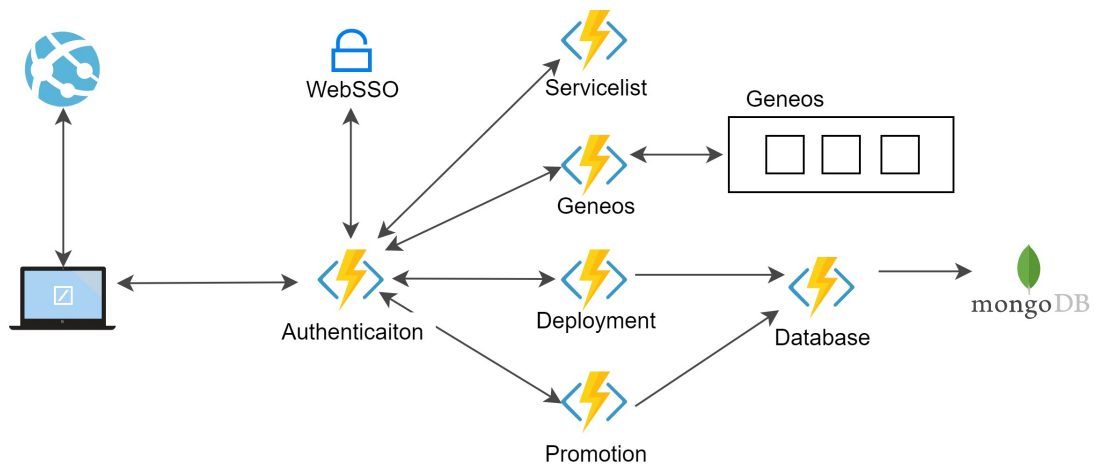 WebSSO
Servicelist
Geneos
Geneos
Authenticaiton
Deployment
Database
mongoDB
Promotion